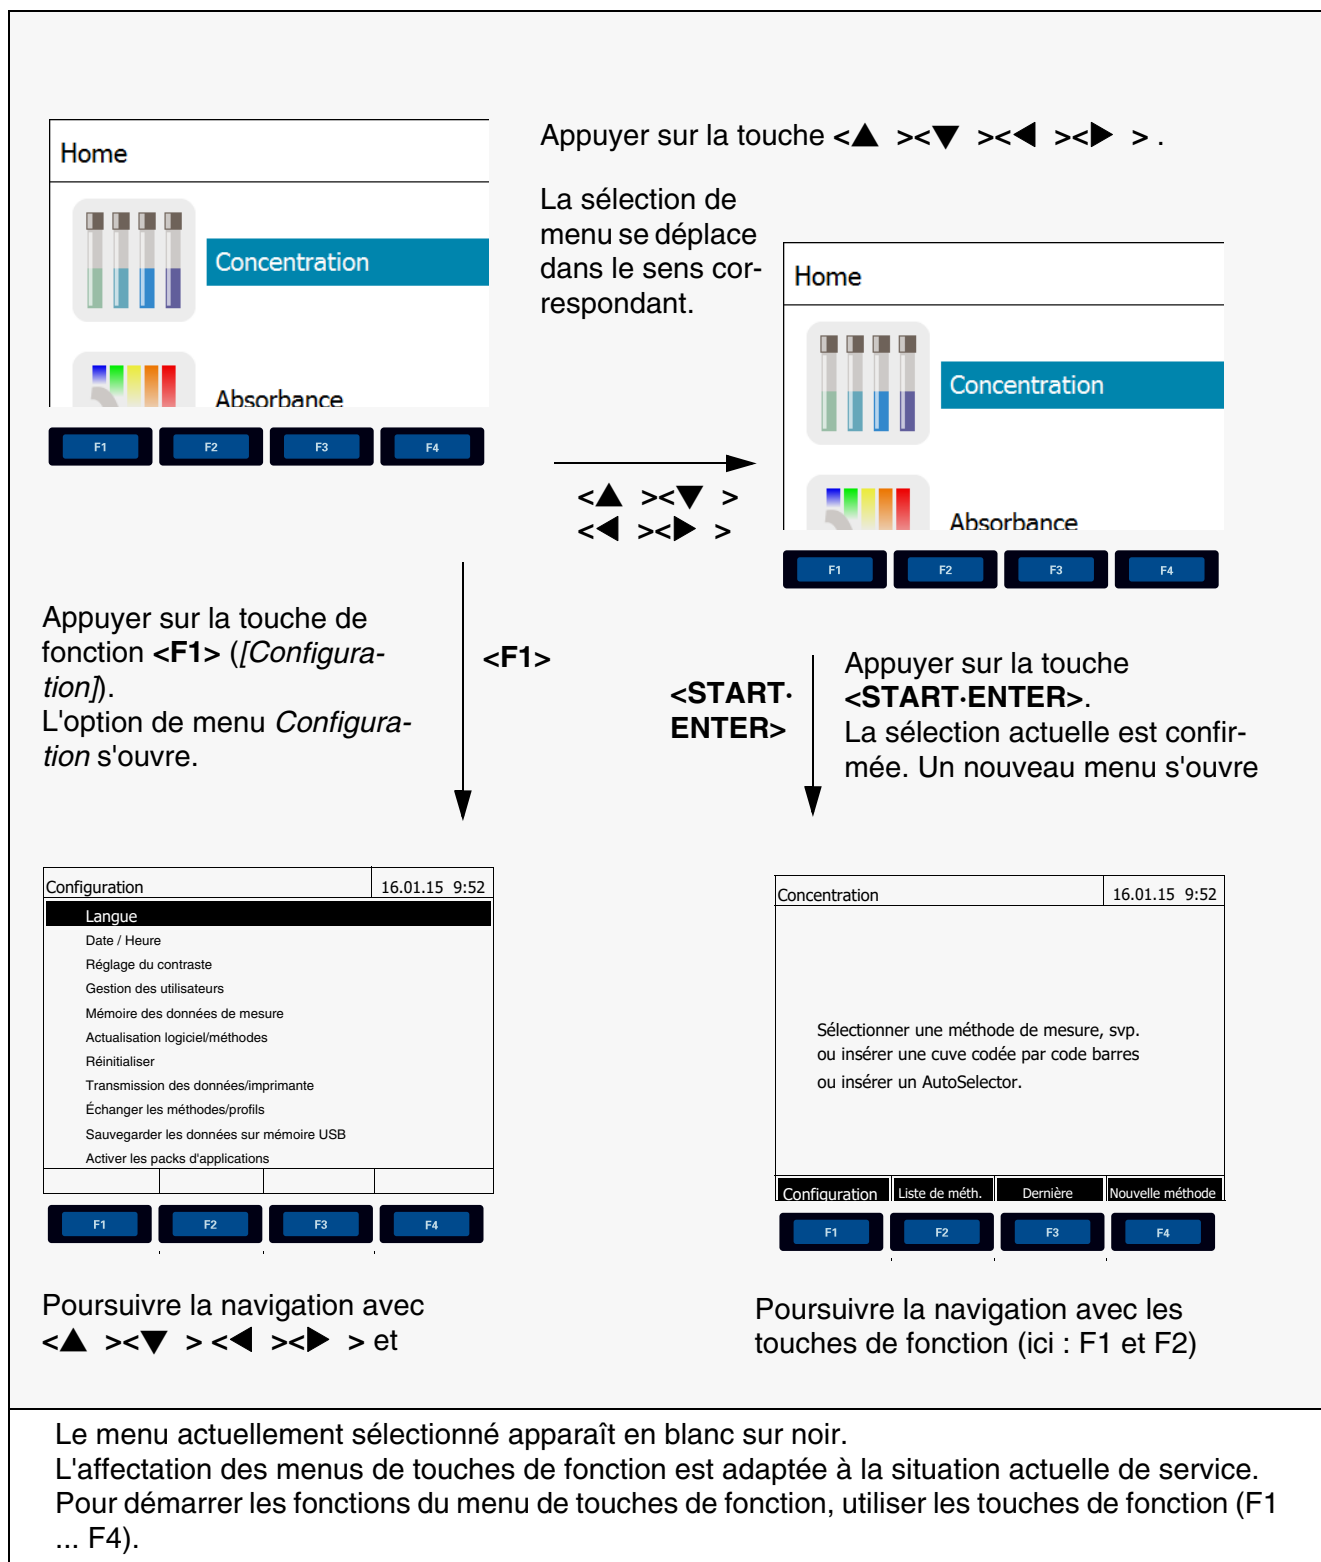 Home
Concentration
Absorbance
F1 F2 F3 F4
Appuyer sur la touche <▲ ><▼ ><◀ ><▶ > .
La sélection de
menu se déplace
dans le sens cor-
respondant.
<▲ ><▼ >
<◀ ><▶ >
Home
Concentration
Absorbance
F1 F2 F3 F4
Appuyer sur la touche de
fonction <F1> ([Configura-
tion]).
L'option de menu Configura-
tion s'ouvre.
<F1>
<START·
ENTER>
Appuyer sur la touche
<START·ENTER>.
La sélection actuelle est confir-
mée. Un nouveau menu s'ouvre
Configuration 16.01.15 9:52
Langue
Date / Heure
Réglage du contraste
Gestion des utilisateurs
Mémoire des données de mesure
Actualisation logiciel/méthodes
Réinitialiser
Transmission des données/imprimante
Échanger les méthodes/profils
Sauvegarder les données sur mémoire USB
Activer les packs d'applications
F1 F2 F3 F4
Poursuivre la navigation avec
<▲ ><▼ > <◀ ><▶ > et
Concentration 16.01.15 9:52
Sélectionner une méthode de mesure, svp.
ou insérer une cuve codée par code barres
ou insérer un AutoSelector.
Configuration Liste de méth. Dernière Nouvelle méthode
F1 F2 F3 F4
Poursuivre la navigation avec les
touches de fonction (ici : F1 et F2)
Le menu actuellement sélectionné apparaît en blanc sur noir.
L'affectation des menus de touches de fonction est adaptée à la situation actuelle de service.
Pour démarrer les fonctions du menu de touches de fonction, utiliser les touches de fonction (F1
... F4).